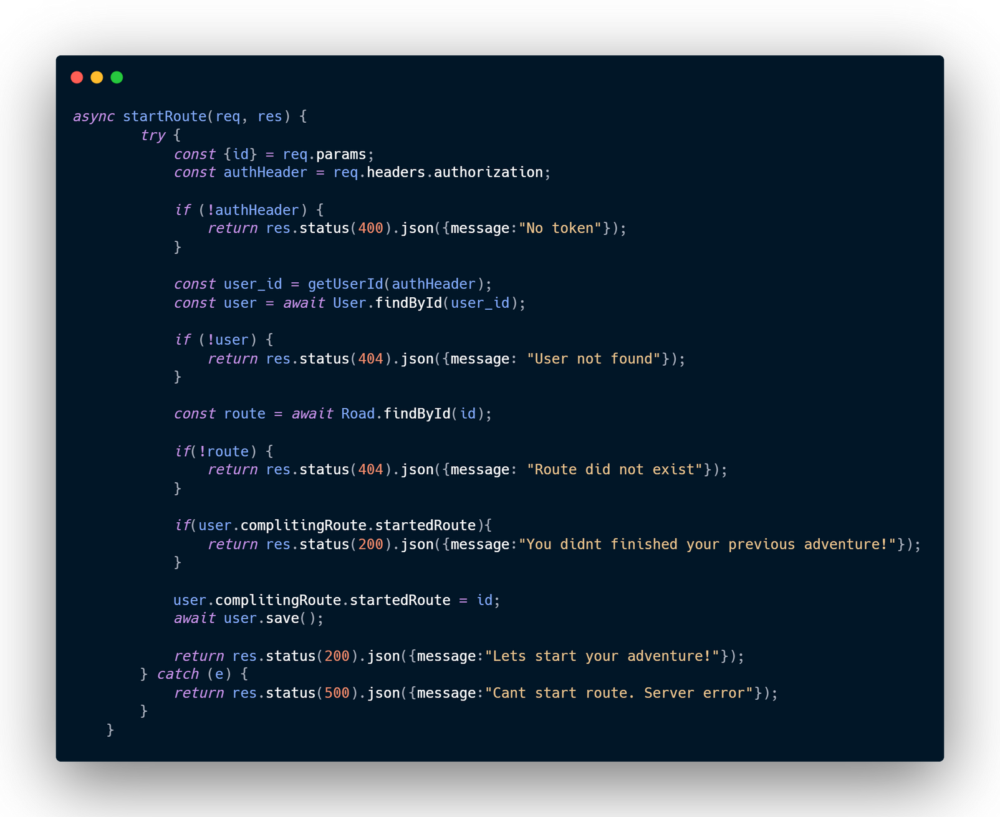 async startRoute(req, res) {
        try {
            const {id} = req.params;
            const authHeader = req.headers.authorization;

            if (!authHeader) {
                return res.status(400).json({message:"No token"});
            }

            const user_id = getUserId(authHeader);
            const user = await User.findById(user_id);

            if (!user) {
                return res.status(404).json({message: "User not found"});
            }

            const route = await Road.findById(id);

            if(!route) {
                return res.status(404).json({message: "Route did not exist"});
            }

            if(user.complitingRoute.startedRoute){
                return res.status(200).json({message:"You didnt finished your previous adventure!"});
            }

            user.complitingRoute.startedRoute = id;
            await user.save();

            return res.status(200).json({message:"Lets start your adventure!"});
        } catch (e) {
            return res.status(500).json({message:"Cant start route. Server error"});
        }
    }